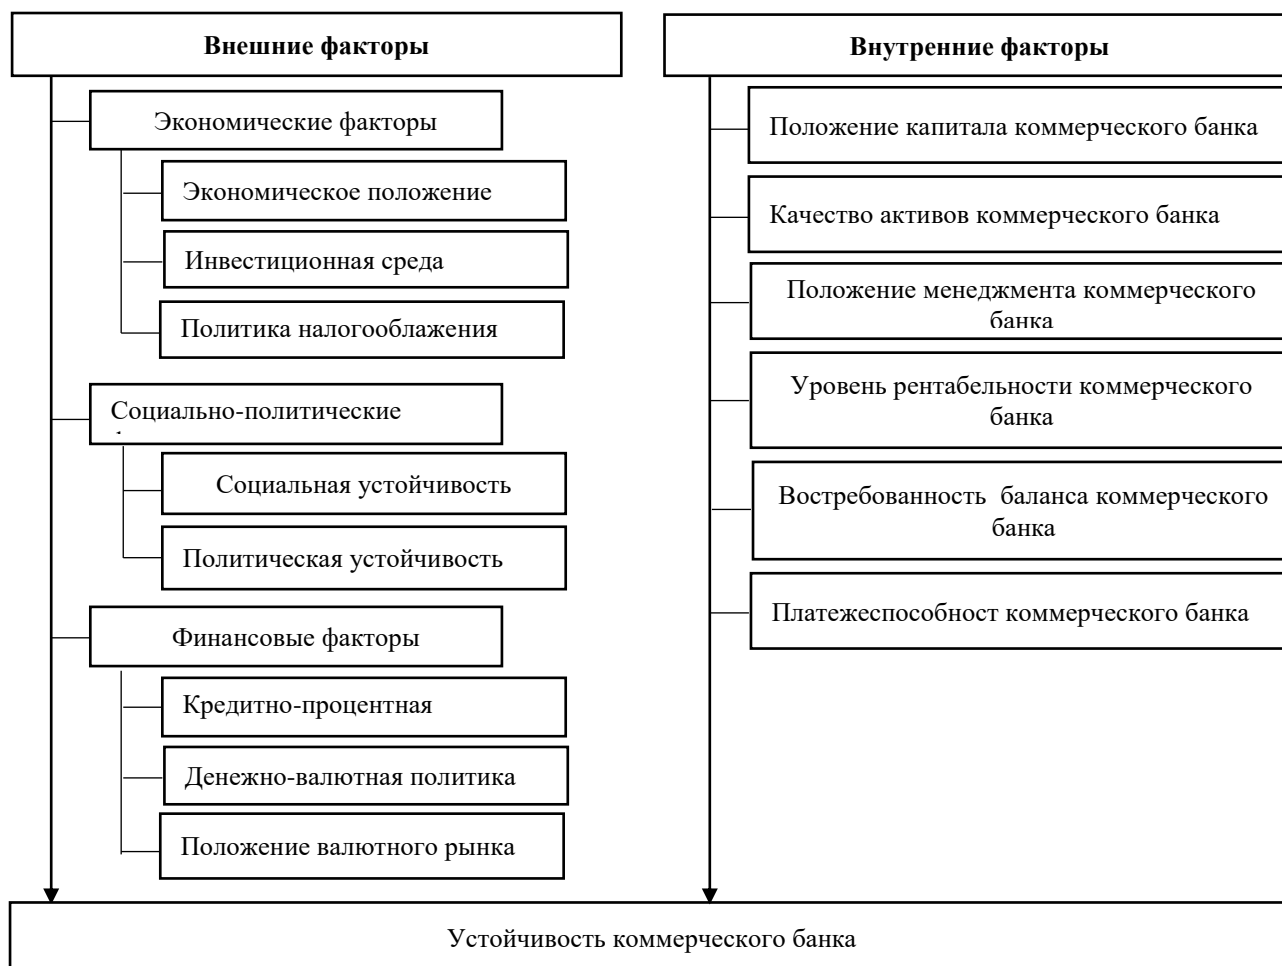 Внешние факторы
Экономические факторы
Экономическое положение
Инвестиционная среда
Политика налогооблажения
Социально-политические
Социальная устойчивость
Политическая устойчивость
Финансовые факторы
Кредитно-процентная
Денежно-валютная политика
Положение валютного рынка
Внутренние факторы
Положение капитала коммерческого банка
Качество активов коммерческого банка
Положение менеджмента коммерческого
банка
Уровень рентабельности коммерческого
банка
Востребованность баланса коммерческого
банка
Платежеспособност коммерческого банка
Устойчивость коммерческого банка